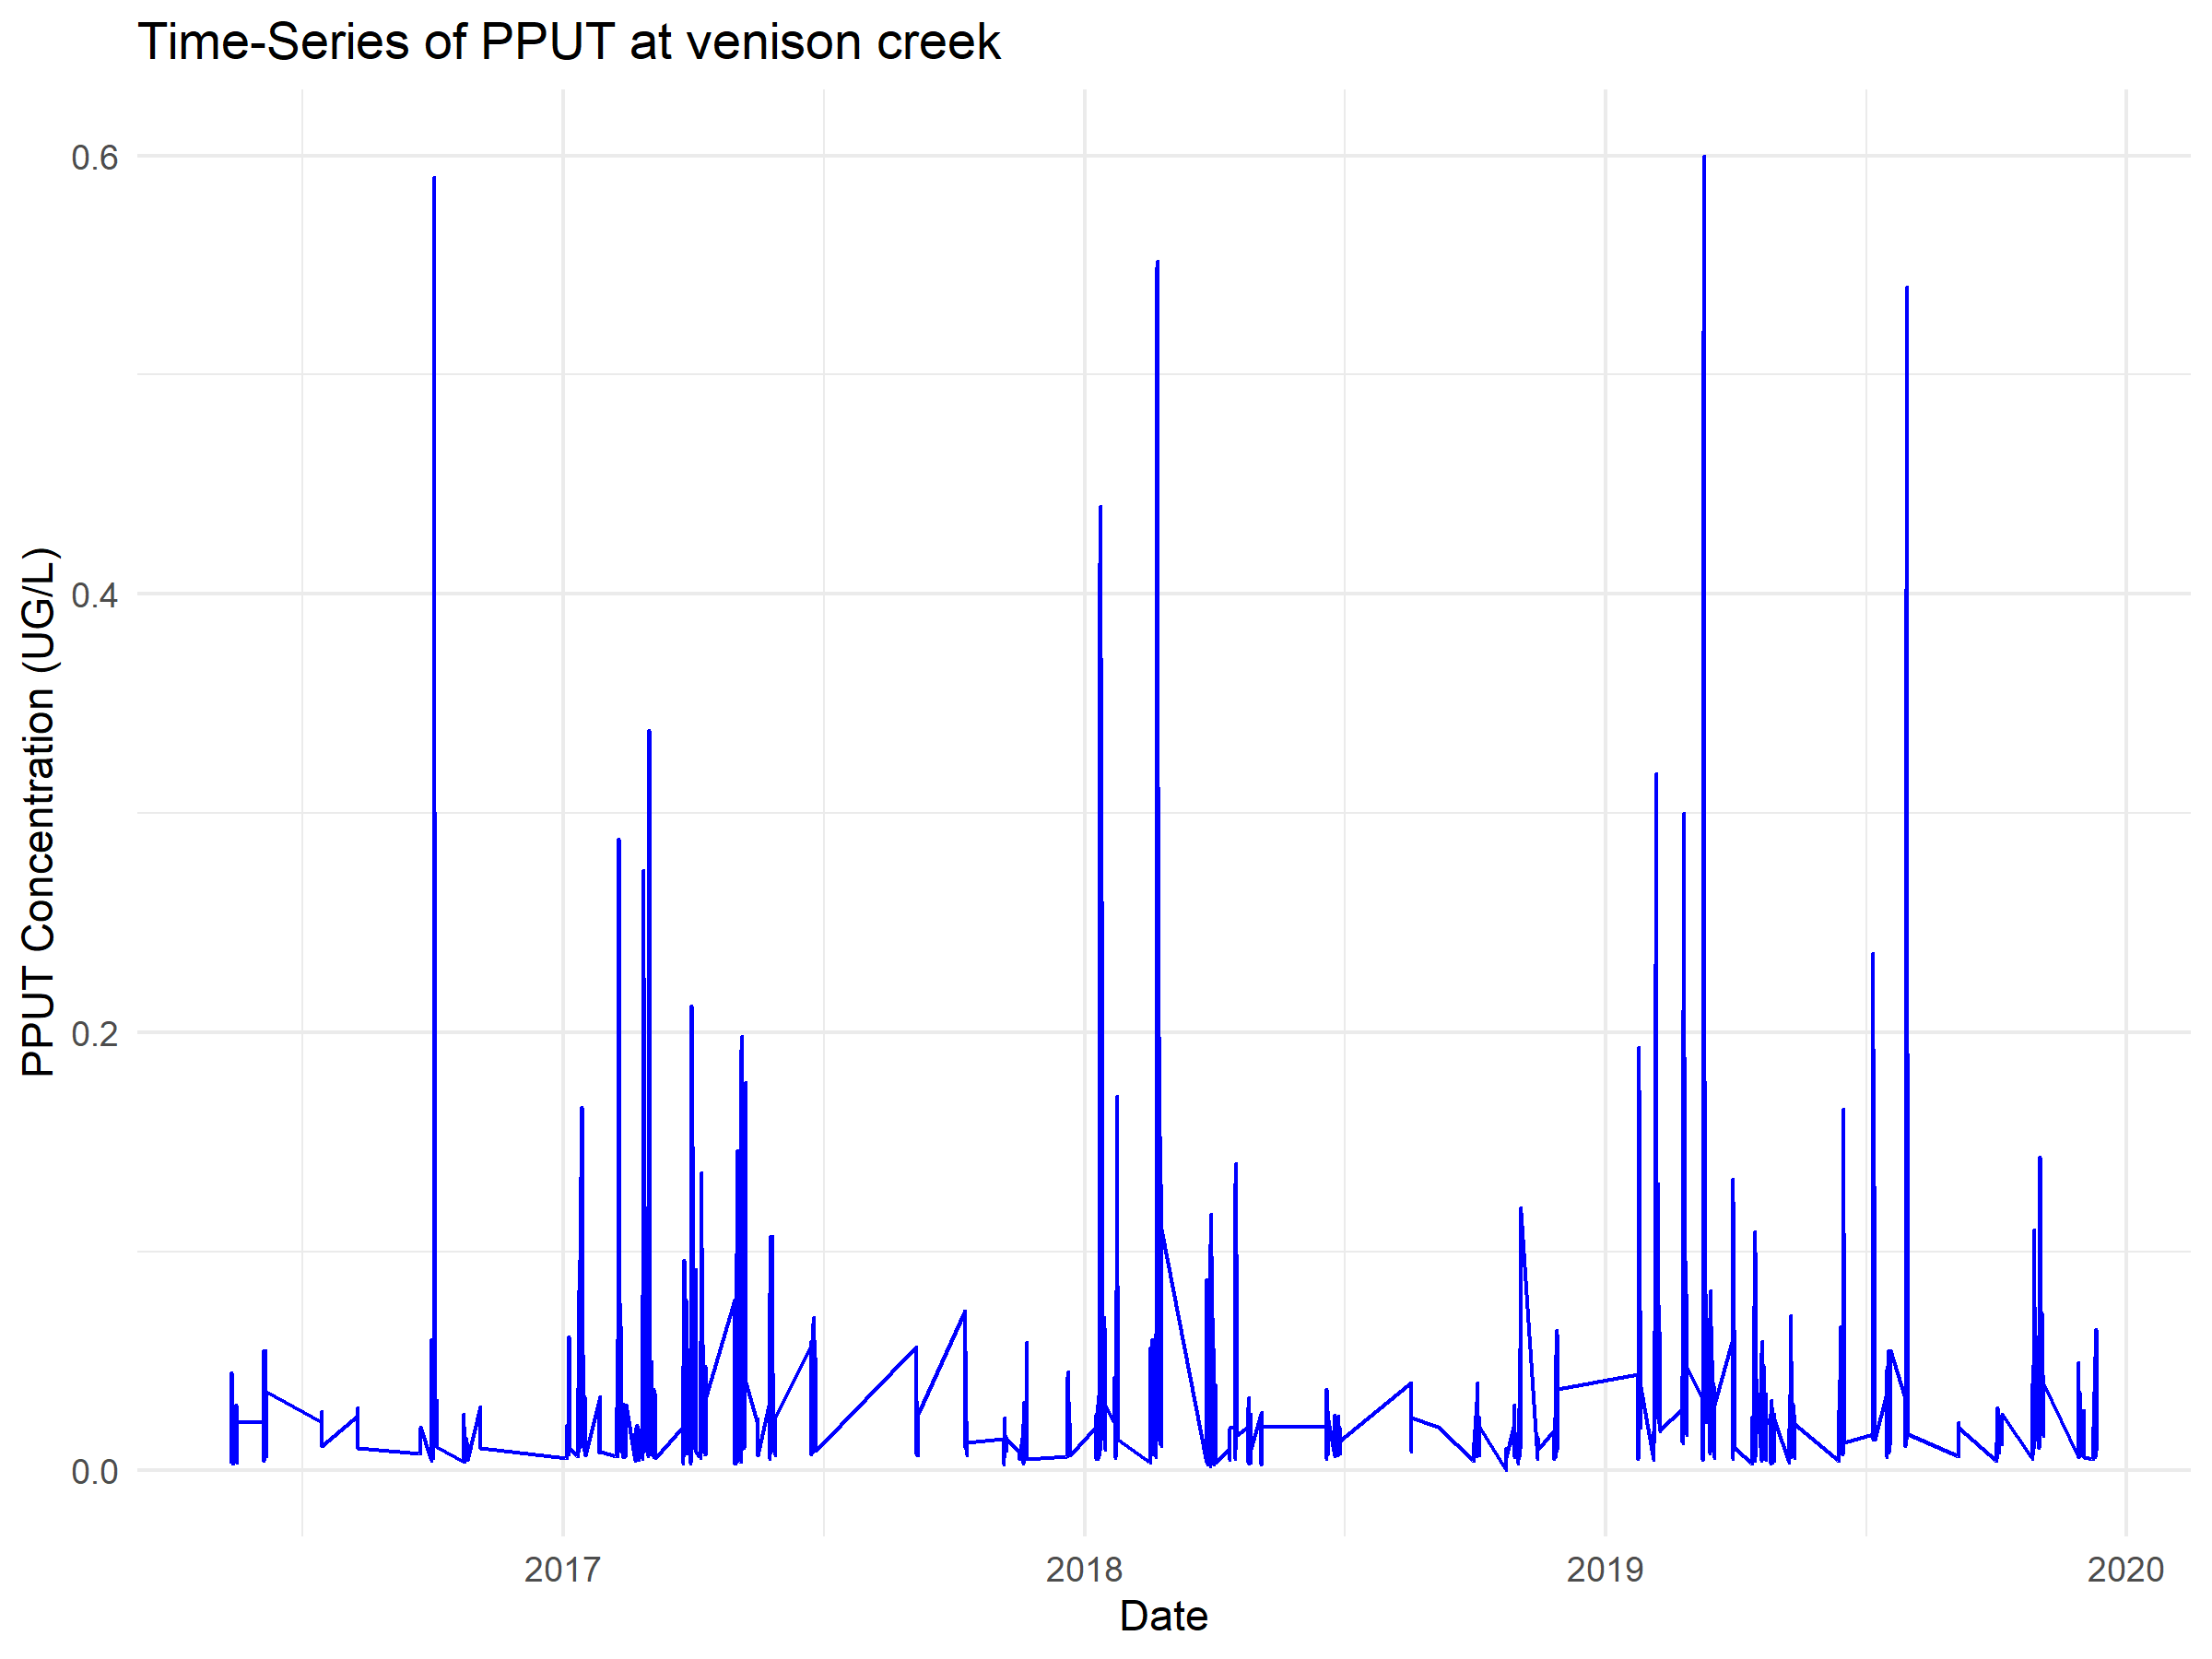 Time-Series of PPUT at venison creek
PPUT Concentration (UG/L)
0.6
0.4
0.2
0.0
2017
2018
2019
2020
Date